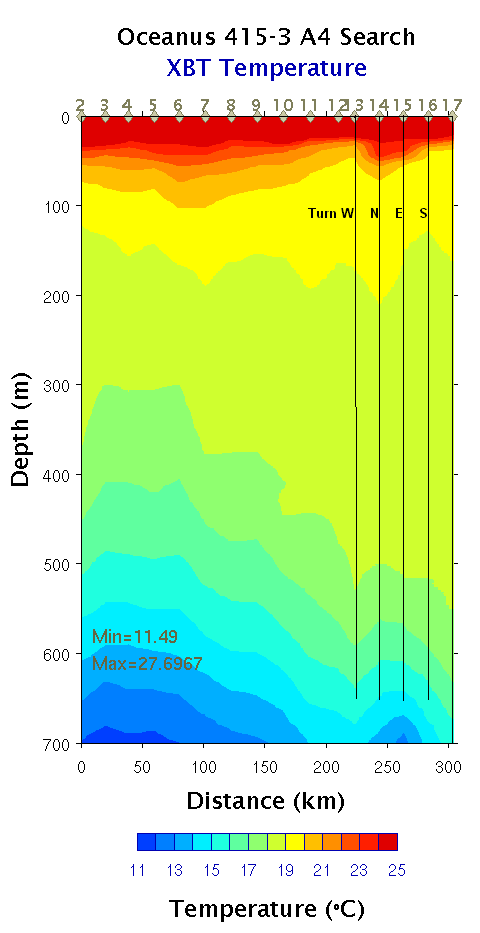 Oceanus 415-3 A4 Search
XBT Temperature
2 3 4 5 6 7 8 9 10 11 12 13 14 15 16 17
0
100
200
300
400
500
600
700
Depth (m)
Turn W N E S
Min=11.49
Max=27.6967
0 50 100 150 200 250 300
Distance (km)
11 13 15 17 19 21 23 25
Temperature (°C)